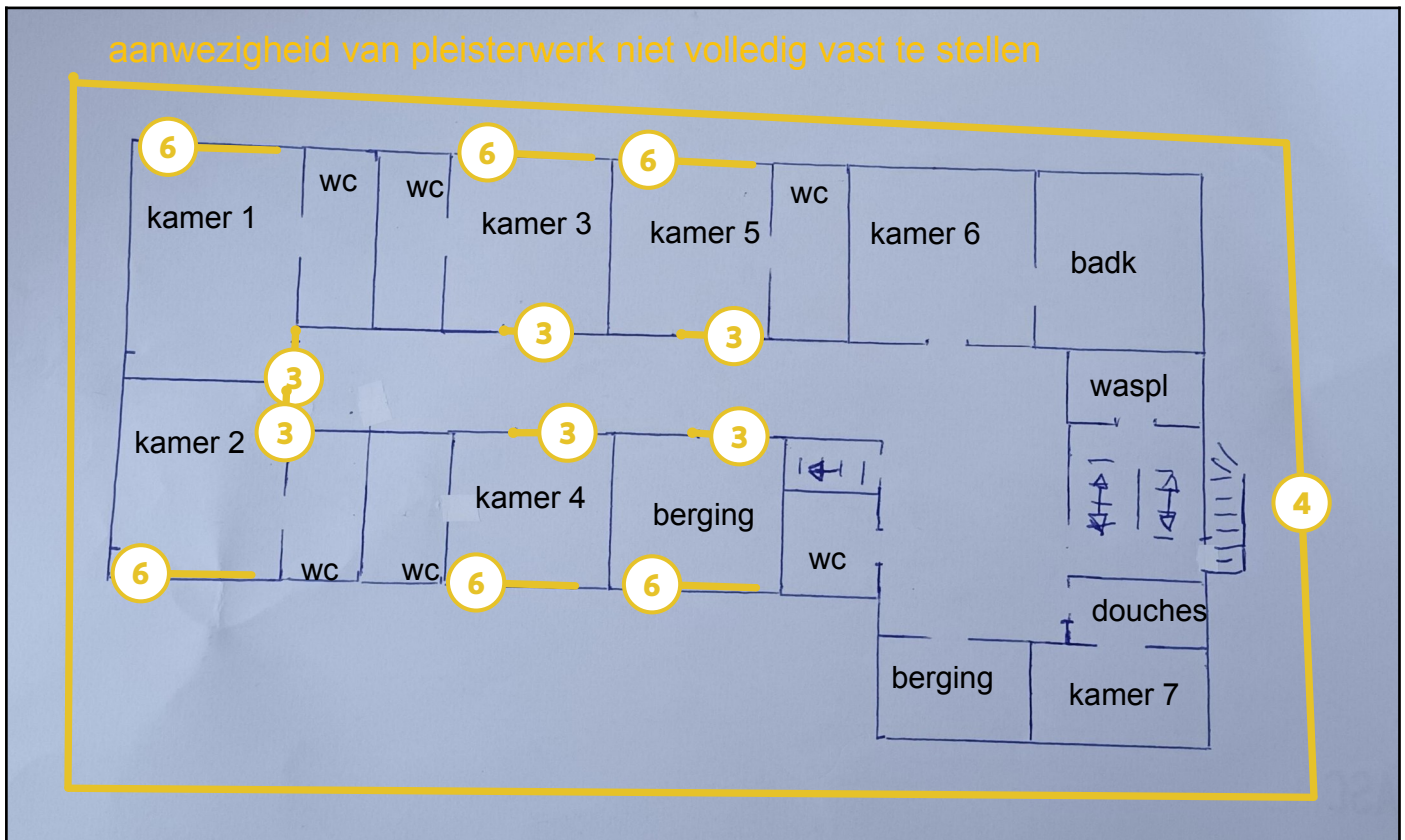 aanwezigheid van pleisterwerk niet volledig vast te stellen
6
6
6
wc
wc
wc
kamer 1
kamer 3
kamer 5
kamer 6
badk
3
3
3
waspl
3
3
3
kamer 2
kamer 4
berging
4
wc
6
wc
wc
6
6
douches
berging
kamer 7